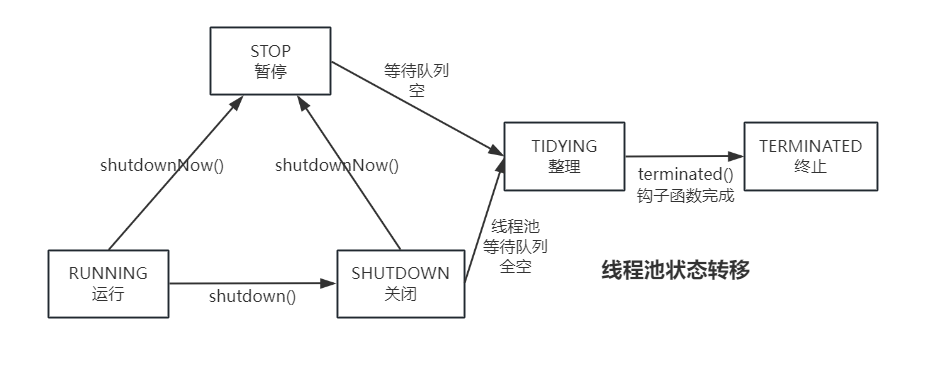 STOP
暂停
等待队列
空
shutdownNow()
shutdownNow()
TIDYING
整理
terminated()
钩子函数完成
TERMINATED
终止
线程池
等待队列
全空
RUNNING
运行
shutdown()
SHUTDOWN
关闭
线程池状态转移